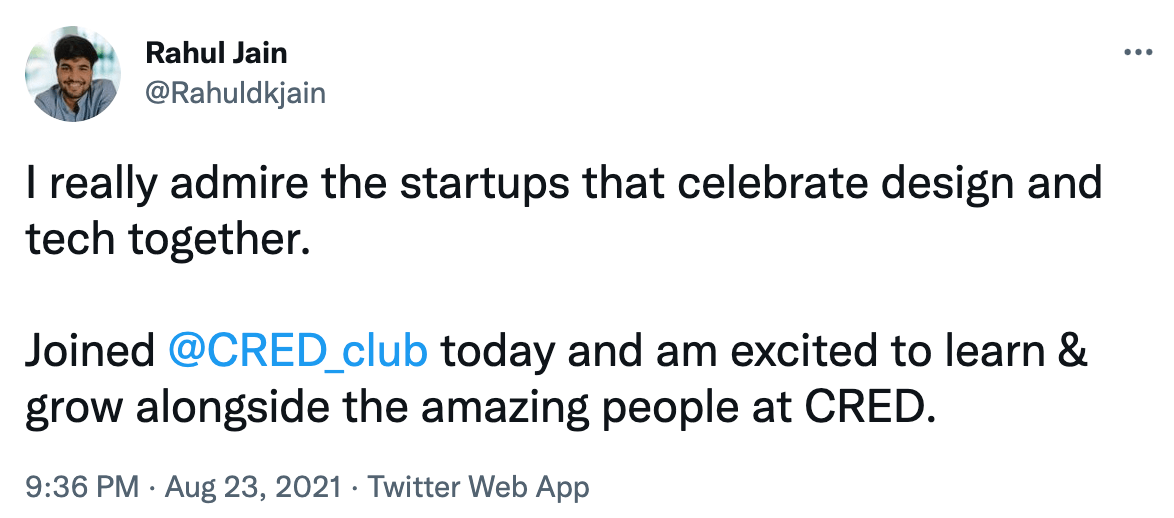 Rahul Jain
@Rahuldkjain
I really admire the startups that celebrate design and
tech together.
Joined @CRED_club today and am excited to learn &
grow alongside the amazing people at CRED.
9:36 PM · Aug 23, 2021 · Twitter Web App